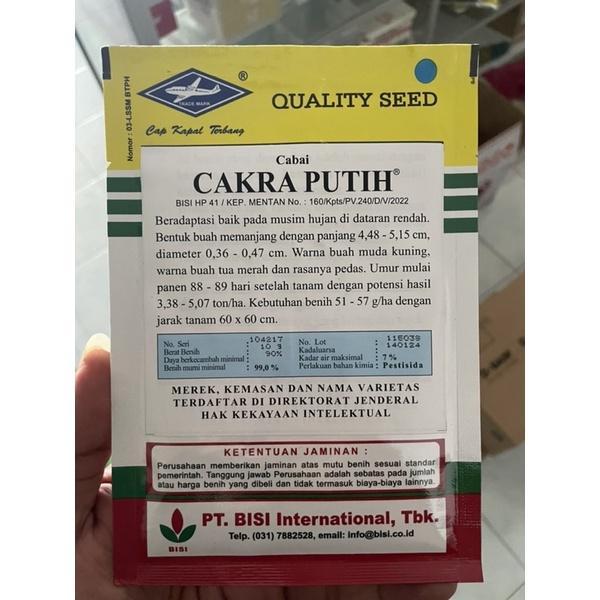 Nomor : 03-LSSM BTPH
TRADE MARK
®
Cap Kapal Terbang
QUALITY SEED
Cabai
CAKRA PUTIH®
BISI HP 41 / KEP. MENTAN No. : 160/Kpts/PV.240/D/V/2022
Beradaptasi baik pada musim hujan di dataran rendah.
Bentuk buah memanjang dengan panjang 4,48 - 5,15 cm,
diameter 0,36 - 0,47 cm. Warna buah muda kuning,
warna buah tua merah dan rasanya pedas. Umur mulai
panen 88 - 89 hari setelah tanam dengan potensi hasil
3,38 - 5,07 ton/ha. Kebutuhan benih 51 - 57 g/ha dengan
jarak tanam 60 x 60 cm.
No. Seri : 104217
Berat Bersih : 10 g
Daya berkecambah minimal : 90%
Benih murni minimal : 99,0 %
No. Lot : 115039
Kadaluarsa : 140124
Kadar air maksimal : 7 %
Perlakuan bahan kimia : Pestisida
MEREK, KEMASAN DAN NAMA VARIETAS
TERDAFTAR DI DIREKTORAT JENDERAL
HAK KEKAYAAN INTELEKTUAL
KETENTUAN JAMINAN :
Perusahaan memberikan jaminan atas mutu benih sesuai standar
pemerintah. Tanggung jawab Perusahaan adalah sebatas pada jumlah
atau harga benih yang dibeli dan tidak termasuk biaya-biaya lainnya.
BISI
PT. BISI International, Tbk.
Telp. (031) 7882528, email: info@bisi.co.id